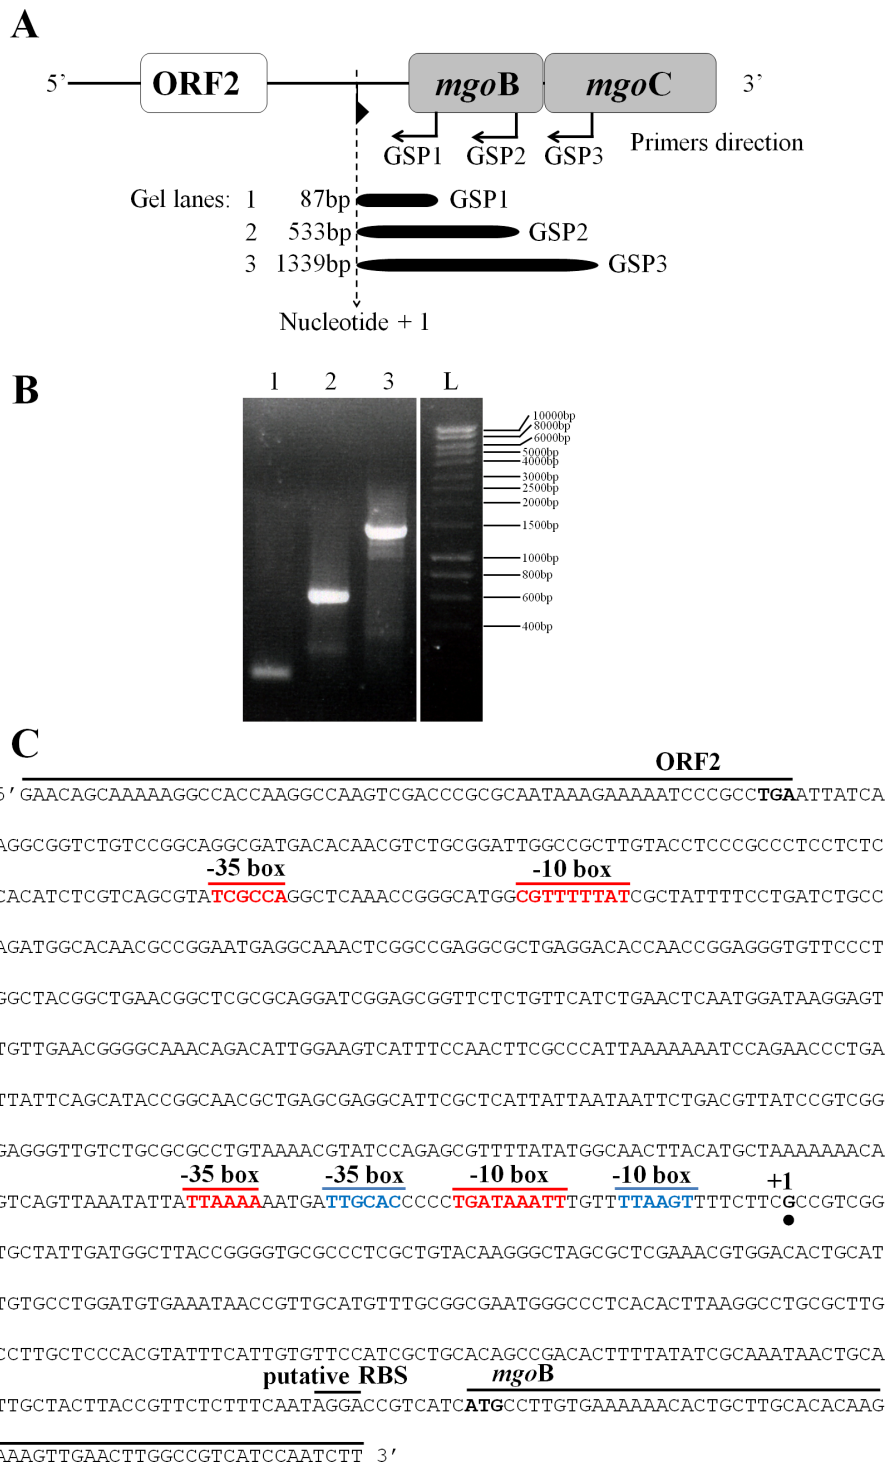 A
5’ ORF2 mgoB mgoC 3’
GSP1 GSP2 GSP3 Primers direction
Gel lanes: 1 87bp GSP1
2 533bp GSP2
3 1339bp GSP3
Nucleotide + 1
B
1 2 3 L
10000bp
8000bp
6000bp
5000bp
4000bp
3000bp
2500bp
2000bp
1500bp
1000bp
800bp
600bp
400bp
C
ORF2
5’GAACAGCAAAAAGGCCACCAAGGCCAAGTCGACCCGCGCAATAAAGAAAAATCCCGCCTGAATTATCA
AGGCGGTCTGTCCGGCAGGCGATGACACAACGTCTGCGGATTGGCCGCTTGTACCTCCCGCCCTCCTCTC
-35 box -10 box
CACATCTCGTCAGCGTATCGCCAGGCTCAAACCGGGCATGGCGTTTTTATCGCTATTTTCCTGATCTGCC
AGATGGCACAACGCCGGAATGAGGCAAACTCGGCCGAGGCGCTGAGGACACCAACCGGAGGGTGTTCCCT
GGCTACGGCTGAACGGCTCGCGCAGGATCGGAGCGGTTCTCTGTTCATCTGAACTCAATGGATAAGGAGT
TGTTGAACGGGGCAAACAGACATTGGAAGTCATTTCCAACTTCGCCCATTAAAAAAATCCAGAACCCTGA
TTATTCAGCATACCGGCAACGCTGAGCGAGGCATTCGCTCATTATTAATAATTCTGACGTTATCCGTCGG
GAGGGTTGTCTGCGCGCCTGTAAAACGTATCCAGAGCGTTTTATATGGCAACTTACATGCTAAAAAAACA
-35 box -35 box -10 box -10 box +1
GTCAGTTAAATATTATTAAAAAATGATTGCACCCCCTGATAAATTTGTTTTAAGTTTTCTTCGCCGTCGG
TGCTATTGATGGCTTACCGGGGTGCGCCCTCGCTGTACAAGGGCTAGCGCTCGAAACGTGGACACTGCAT
TGTGCCTGGATGTGAAATAACCGTTGCATGTTTGCGGCGAATGGGCCCTCACACTTAAGGCCTGCGCTTG
CCTTGCTCCCACGTATTTCATTGTGTTCCATCGCTGCACAGCCGACACTTTTATATCGCAAATAACTGCA
putative RBS mgoB
TTGCTACTTACCGTTCTCTTTCAATAGGACCGTCATCATGCCTTGTGAAAAAACACTGCTTGCACACAAG
AAAGTTGAACTTGGCCGTCATCCAATCTT 3’